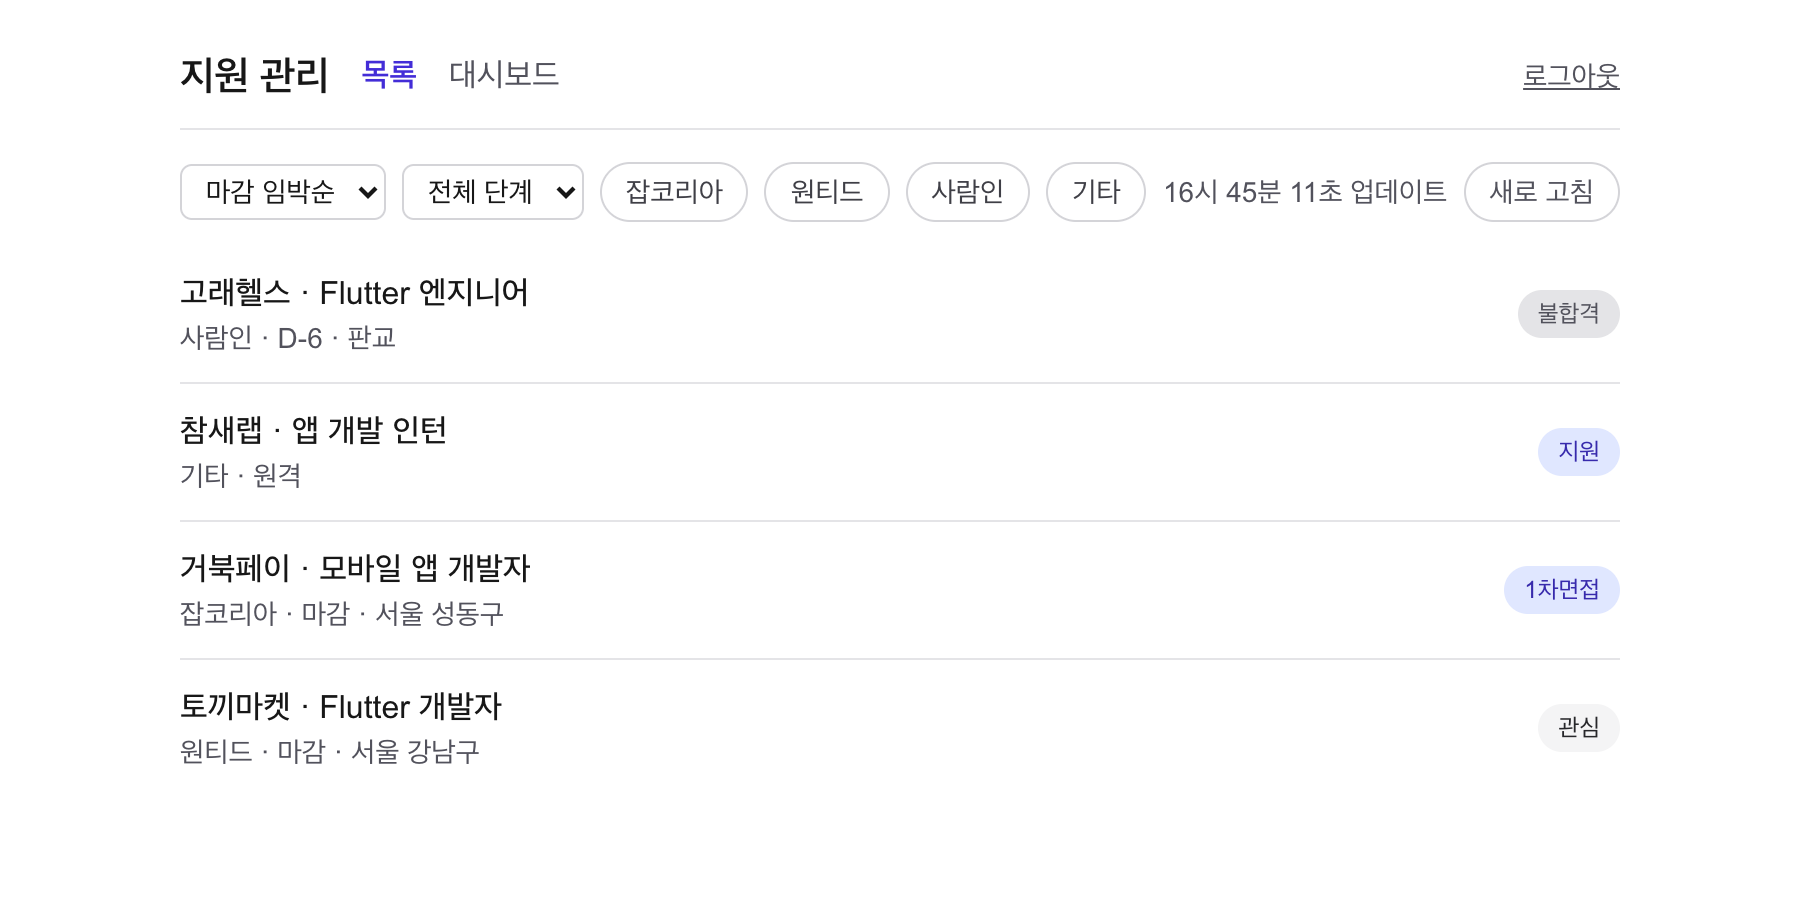 지원 관리 목록 대시보드 로그아웃
마감 임박순 전체 단계 잡코리아 원티드 사람인 기타 16시 45분 11초 업데이트 새로 고침
고래헬스 · Flutter 엔지니어
불합격
사람인 · D-6 · 판교
참새랩 · 앱 개발 인턴
지원
기타 · 원격
거북페이 · 모바일 앱 개발자
1차면접
잡코리아 · 마감 · 서울 성동구
토끼마켓 · Flutter 개발자
관심
원티드 · 마감 · 서울 강남구